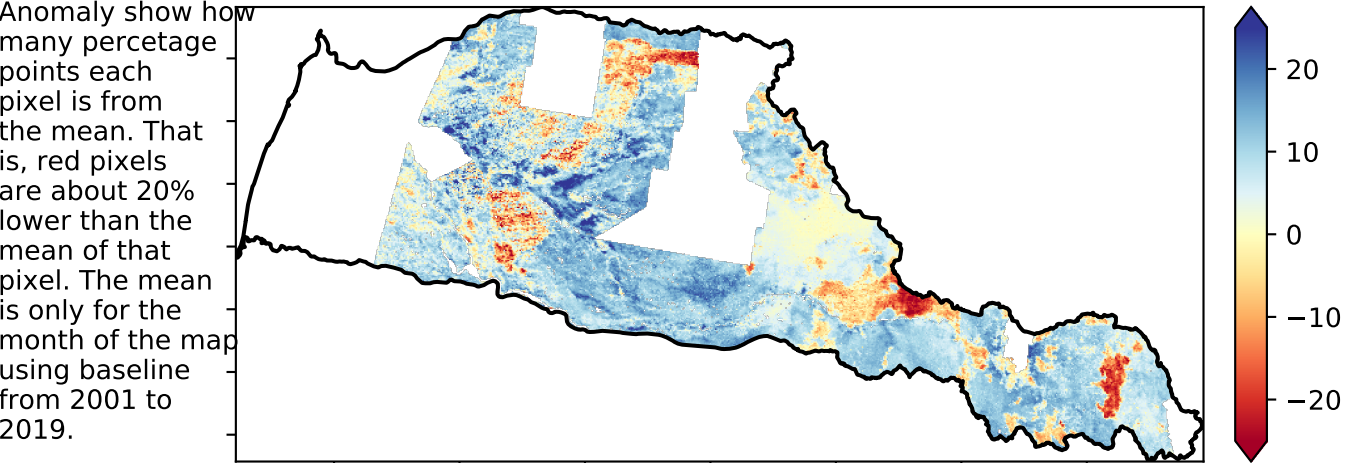 Anomaly show how
many percetage
points each
pixel is from
the mean. That
is, red pixels
are about 20%
lower than the
mean of that
pixel. The mean
is only for the
month of the map
using baseline
from 2001 to
2019.
20
10
0
−10
−20